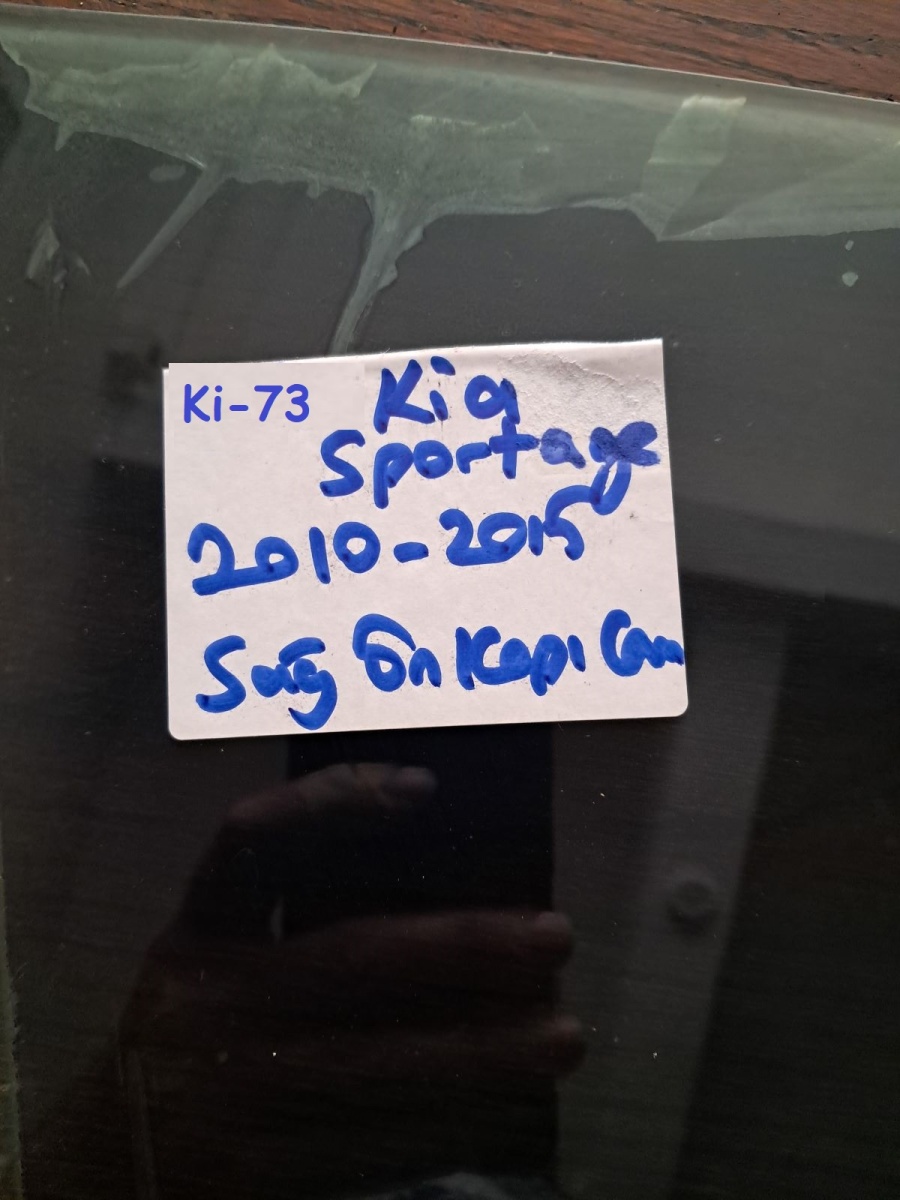 Ki-73
Kia
Sportage
2010-2015
Sağ Ön Kapı Cam